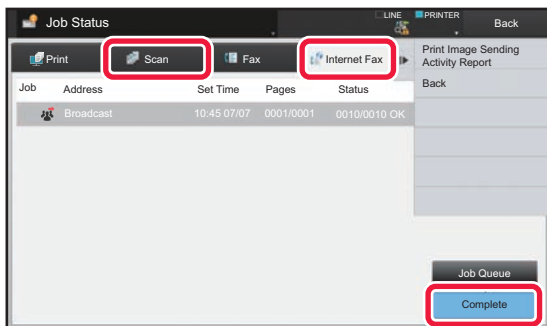 Job Status
LINE
PRINTER
Back
Print
Scan
Fax
Internet Fax
Job Address Set Time Pages Status
Broadcast 10:45 07/07 0001/0001 0010/0010 OK
Print Image Sending
Activity Report
Back
Job Queue
Complete